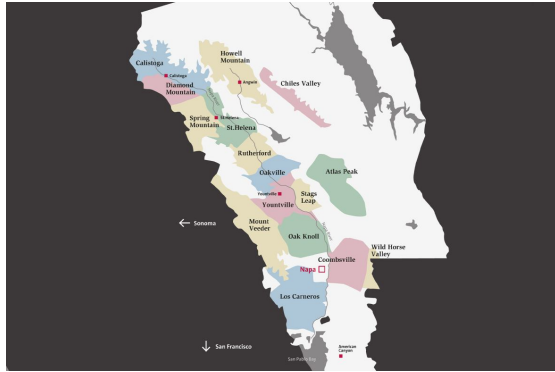 Howell
Mountain
Calistoga
Calistoga
Angwin
Diamond
Mountain
Chiles Valley
Spring
Mountain
St.Helena
St.Helena
Rutherford
Oakville
Atlas Peak
Yountville
Stags
Leap
Yountville
← Sonoma
Mount
Veeder
Oak Knoll
Wild Horse
Valley
Coombsville
Napa
Los Carneros
↓ San Francisco
American
Canyon
San Pablo Bay